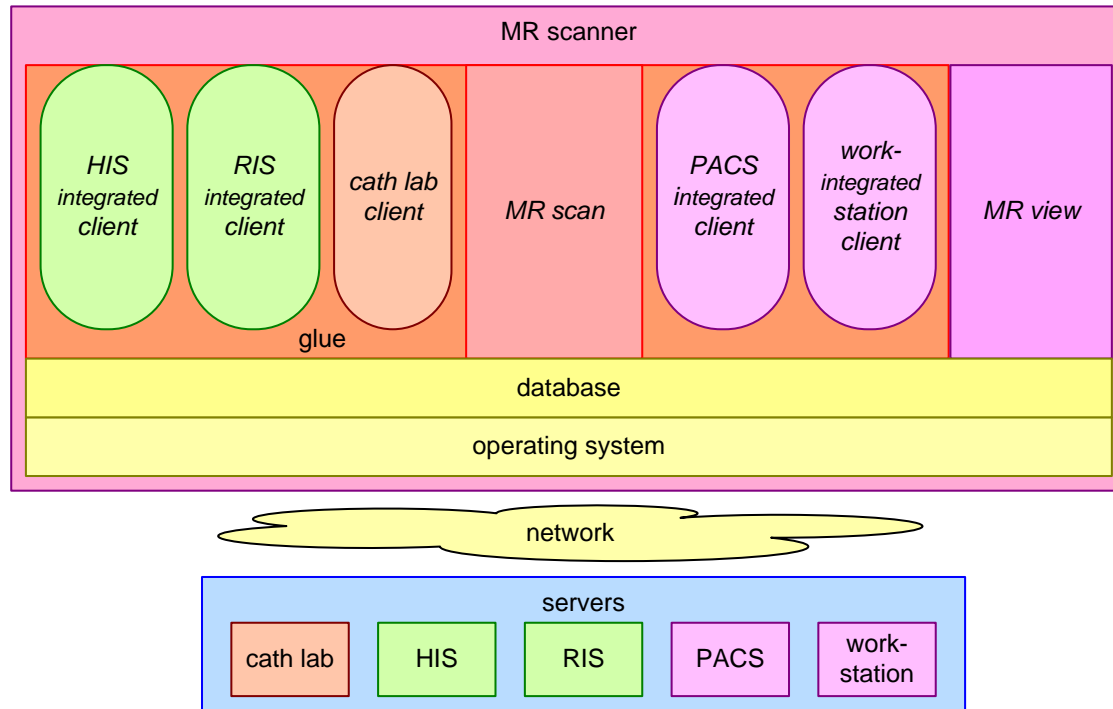 MR scanner
HIS
integrated
client
RIS
integrated
client
cath lab
client
MR scan
PACS
integrated
client
work-
integrated
station
client
MR view
glue
database
operating system
network
servers
cath lab
HIS
RIS
PACS
work-
station